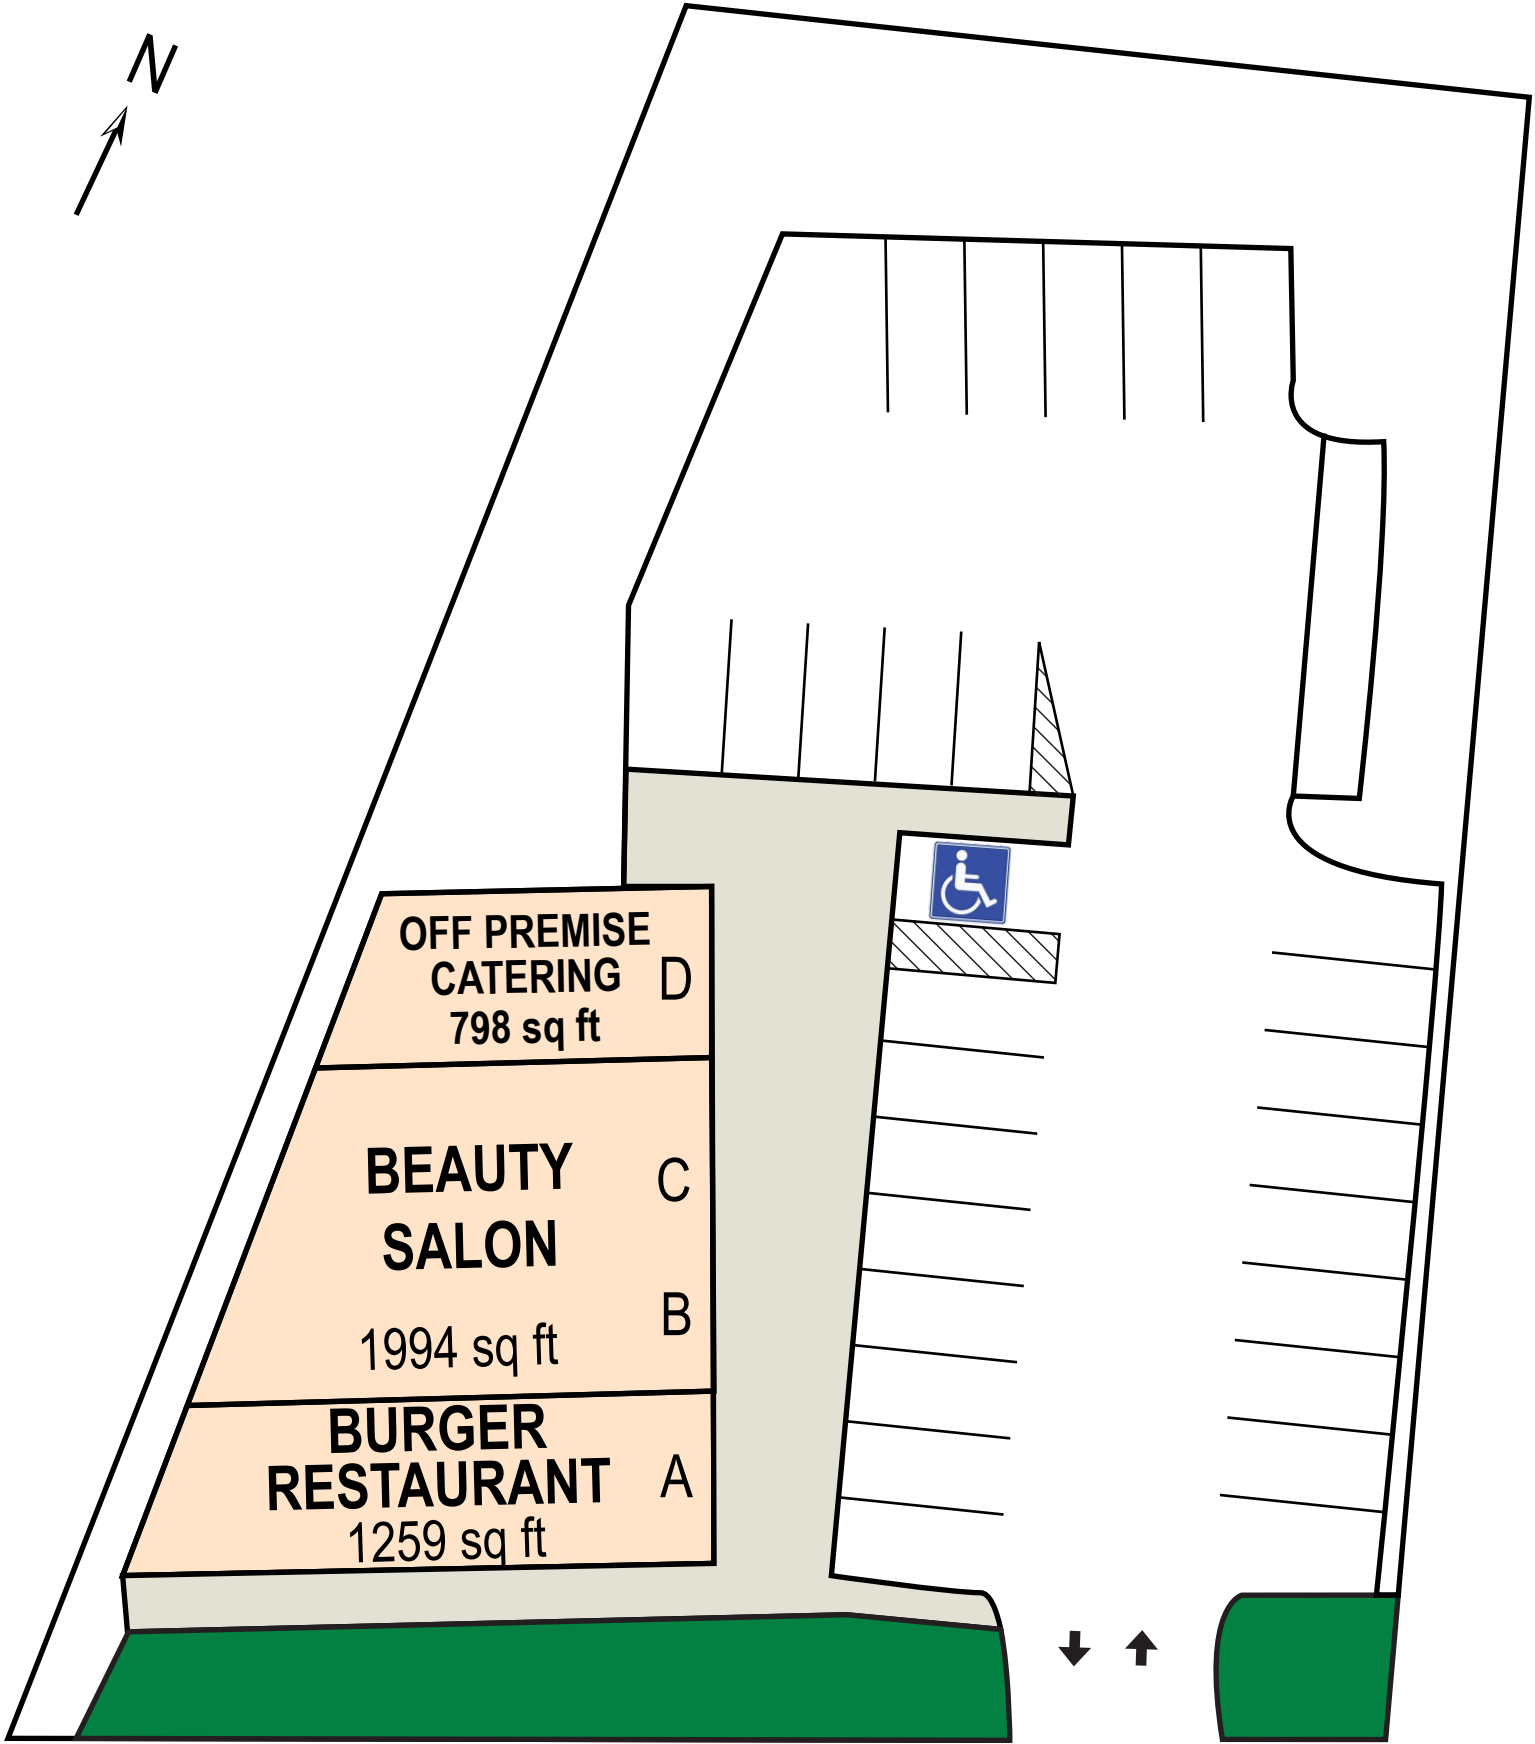 N
OFF PREMISE
CATERING
D
798 sq ft
BEAUTY
C
SALON
B
1994 sq ft
BURGER
RESTAURANT
A
1259 sq ft